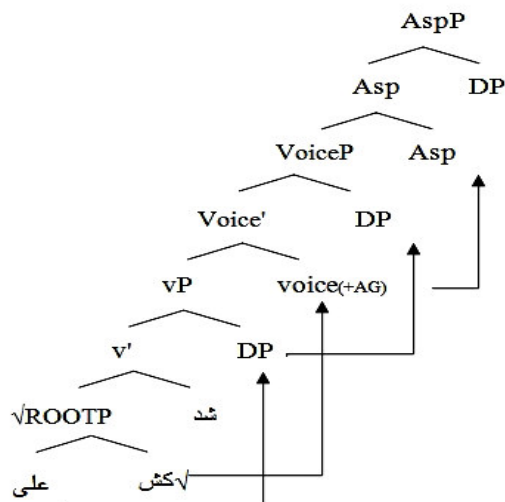 AspP
Asp DP
VoiceP Asp
Voice' DP
vP voice(+AG)
v' DP
√ROOTP شد
علی کش√